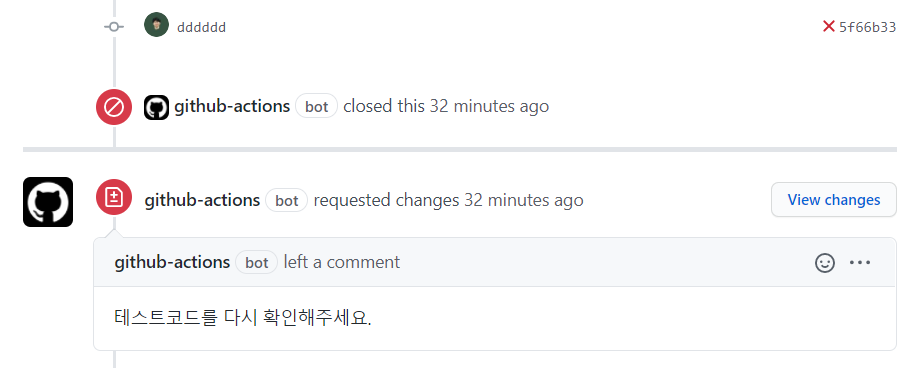 dddddd 5f66b33
github-actions bot closed this 32 minutes ago
github-actions bot requested changes 32 minutes ago View changes
github-actions bot left a comment
테스트코드를 다시 확인해주세요.